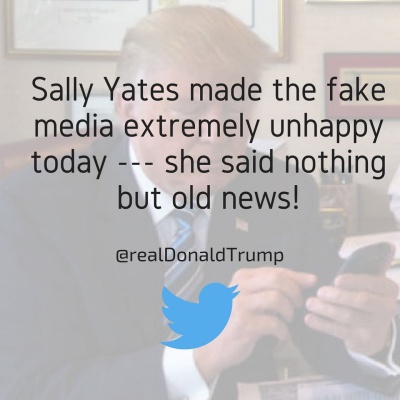 Sally Yates made the fake
media extremely unhappy
today --- she said nothing
but old news!
@realDonaldTrump